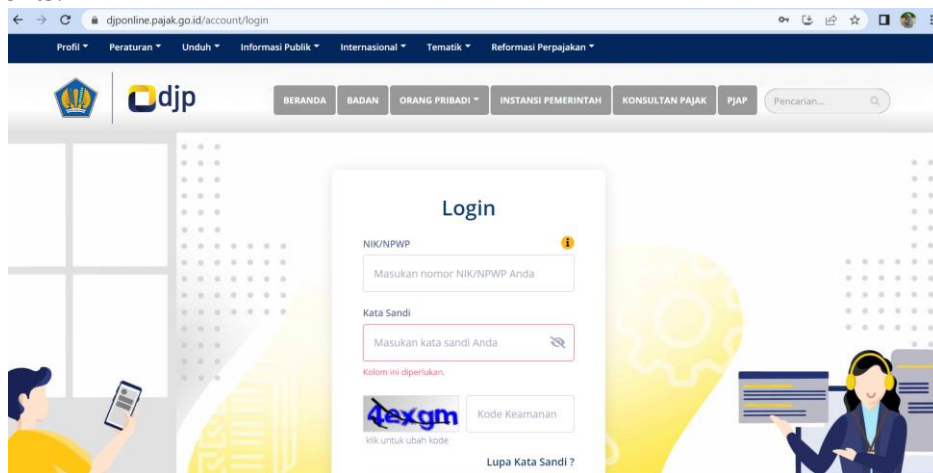 djponline.pajak.go.id/account/login
Profil Peraturan Unduh Informasi Publik Internasional Tematik Reformasi Perpajakan
djp BERANDA BADAN ORANG PRIBADI INSTANSI PEMERINTAH KONSULTAN PAJAK PJAP Pencarian...
Login
NIK/NPWP
Masukan nomor NIK/NPWP Anda
Kata Sandi
Masukan kata sandi Anda
Kolom ini diperlukan.
4exgm Kode Keamanan
klik untuk ubah kode
Lupa Kata Sandi ?